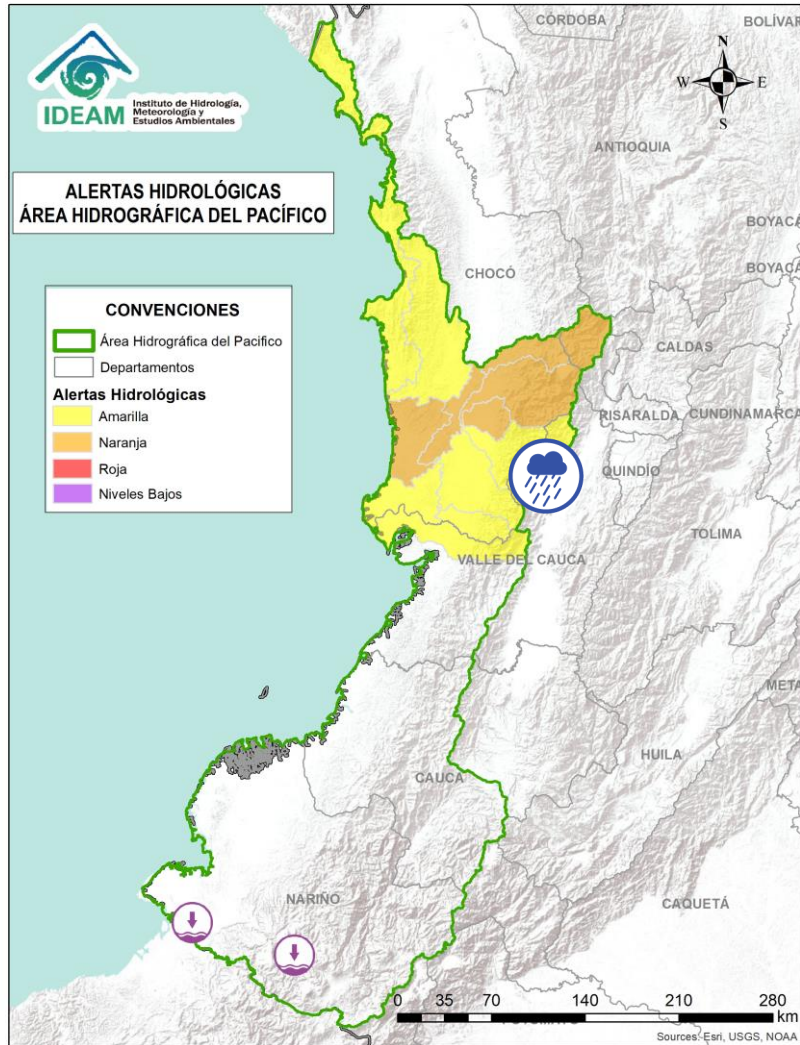 IDEAM
Instituto de Hidrología,
Meteorología y
Estudios Ambientales
ALERTAS HIDROLÓGICAS
ÁREA HIDROGRÁFICA DEL PACÍFICO
CONVENCIONES
Área Hidrográfica del Pacifico
Departamentos
Alertas Hidrológicas
Amarilla
Naranja
Roja
Niveles Bajos
N
W
E
S
CÓRDOBA
BOLÍVAR
ANTIOQUIA
BOYACÁ
BOYACÁ
CHOCÓ
CALDAS
RISARALDA
CUNDINAMARCA
QUINDÍO
TOLIMA
VALLE DEL CAUCA
META
HUILA
CAUCA
NARIÑO
CAQUETÁ
0 35 70 140 210 280
km
Sources: Esri, USGS, NOAA